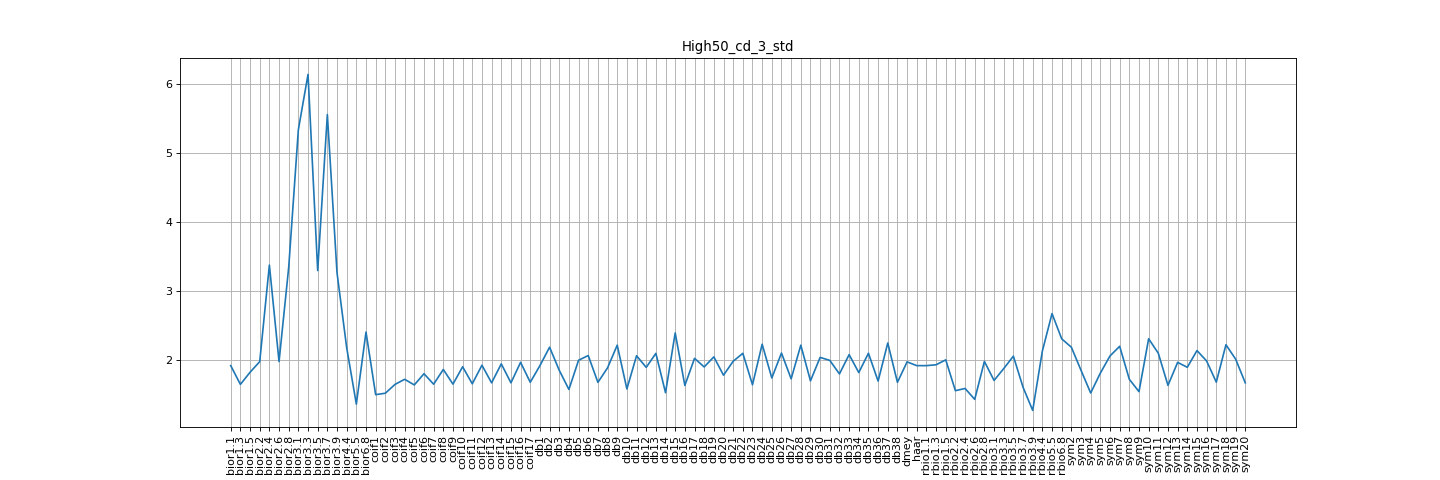 High50_cd_3_std
6
5
4
3
2
bior1.1
bior1.3
bior1.5
bior2.2
bior2.4
bior2.6
bior2.8
bior3.1
bior3.3
bior3.5
bior3.7
bior3.9
bior4.4
bior5.5
bior6.8
coif1
coif2
coif3
coif4
coif5
coif6
coif7
coif8
coif9
coif10
coif11
coif12
coif13
coif14
coif15
coif16
coif17
db1
db2
db3
db4
db5
db6
db7
db8
db9
db10
db11
db12
db13
db14
db15
db16
db17
db18
db19
db20
db21
db22
db23
db24
db25
db26
db27
db28
db29
db30
db31
db32
db33
db34
db35
db36
db37
db38
dmey
haar
rbio1.1
rbio1.3
rbio1.5
rbio2.2
rbio2.4
rbio2.6
rbio2.8
rbio3.1
rbio3.3
rbio3.5
rbio3.7
rbio3.9
rbio4.4
rbio5.5
rbio6.8
sym2
sym3
sym4
sym5
sym6
sym7
sym8
sym9
sym10
sym11
sym12
sym13
sym14
sym15
sym16
sym17
sym18
sym19
sym20